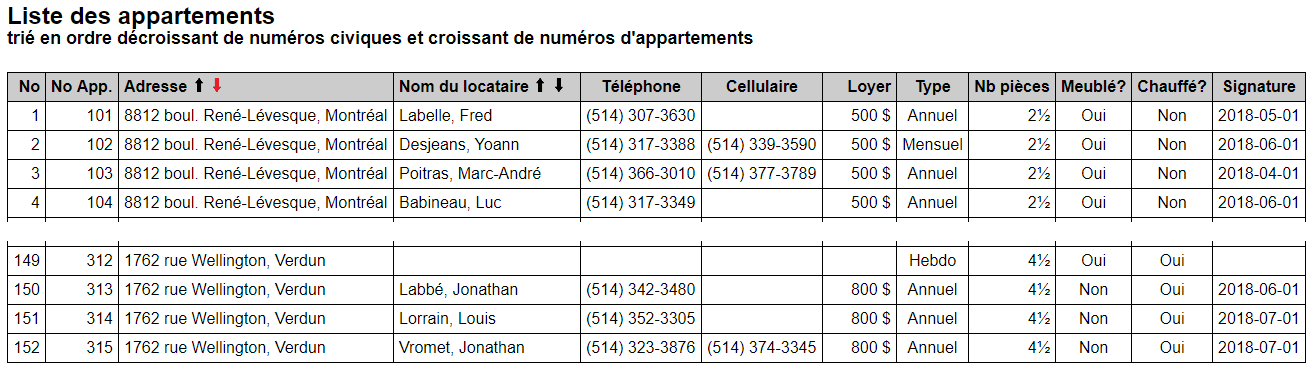 Liste des appartements
trié en ordre décroissant de numéros civiques et croissant de numéros d'appartements
No No App. Adresse ⬆ ⬇ Nom du locataire ⬆ ⬇ Téléphone Cellulaire Loyer Type Nb pièces Meublé? Chauffé? Signature
1 101 8812 boul. René-Lévesque, Montréal Labelle, Fred (514) 307-3630 500 $ Annuel 2½ Oui Non 2018-05-01
2 102 8812 boul. René-Lévesque, Montréal Desjeans, Yoann (514) 317-3388 (514) 339-3590 500 $ Mensuel 2½ Oui Non 2018-06-01
3 103 8812 boul. René-Lévesque, Montréal Poitras, Marc-André (514) 366-3010 (514) 377-3789 500 $ Annuel 2½ Oui Non 2018-04-01
4 104 8812 boul. René-Lévesque, Montréal Babineau, Luc (514) 317-3349 500 $ Annuel 2½ Oui Non 2018-06-01
149 312 1762 rue Wellington, Verdun Hebdo 4½ Oui Oui
150 313 1762 rue Wellington, Verdun Labbé, Jonathan (514) 342-3480 800 $ Annuel 4½ Non Oui 2018-06-01
151 314 1762 rue Wellington, Verdun Lorrain, Louis (514) 352-3305 800 $ Annuel 4½ Non Oui 2018-07-01
152 315 1762 rue Wellington, Verdun Vromet, Jonathan (514) 323-3876 (514) 374-3345 800 $ Annuel 4½ Non Oui 2018-07-01